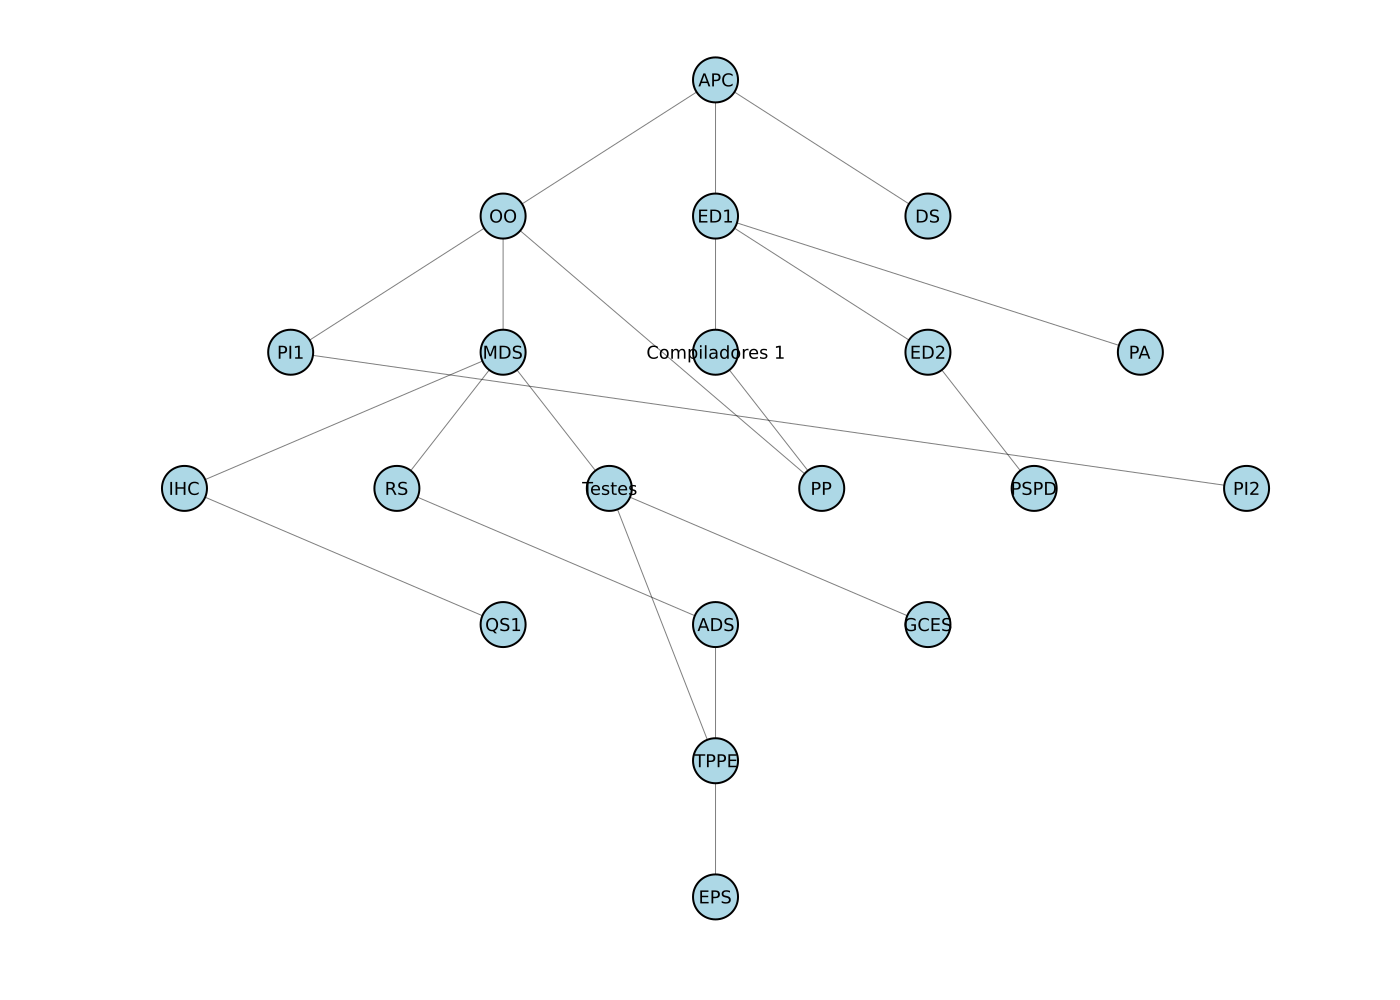 APC
OO
ED1
DS
PI1
MDS
Compiladores 1
ED2
PA
IHC
RS
Testes
PP
PSPD
PI2
QS1
ADS
GCES
TPPE
EPS